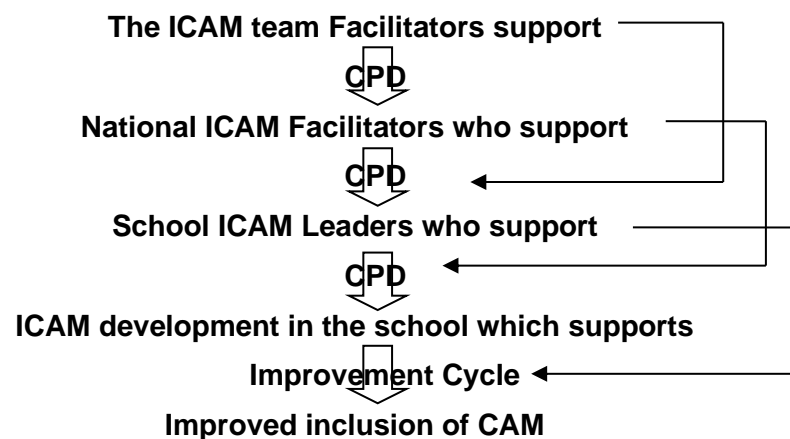 The ICAM team Facilitators support
CPD
National ICAM Facilitators who support
CPD
School ICAM Leaders who support
CPD
ICAM development in the school which supports
Improvement Cycle
Improved inclusion of CAM